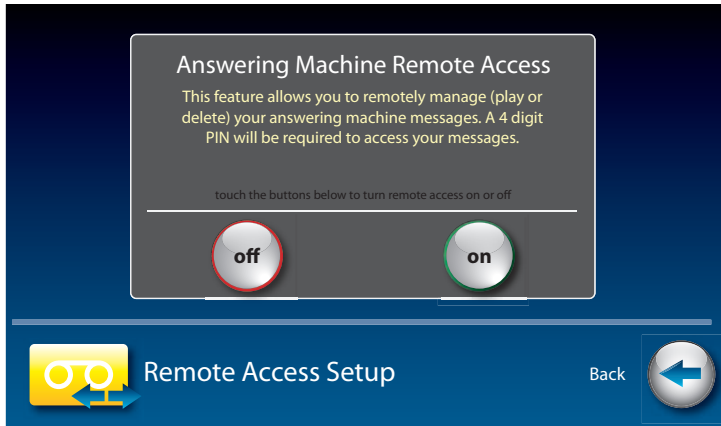 Answering Machine Remote Access
This feature allows you to remotely manage (play or
delete) your answering machine messages. A 4 digit
PIN will be required to access your messages.
touch the buttons below to turn remote access on or off
off
on
Remote Access Setup
Back